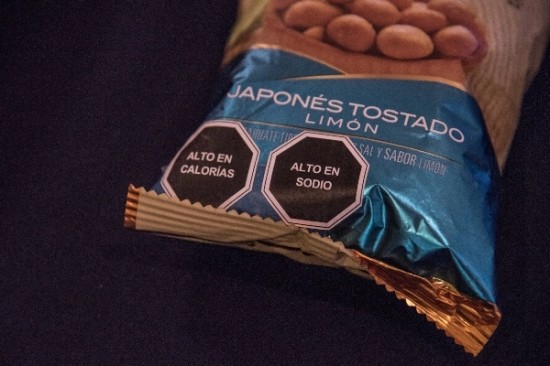 JAPONÉS TOSTADO
LIMÓN
SAL Y SABOR LIMÓN
ALTO EN
CALORÍAS
ALTO EN
SODIO